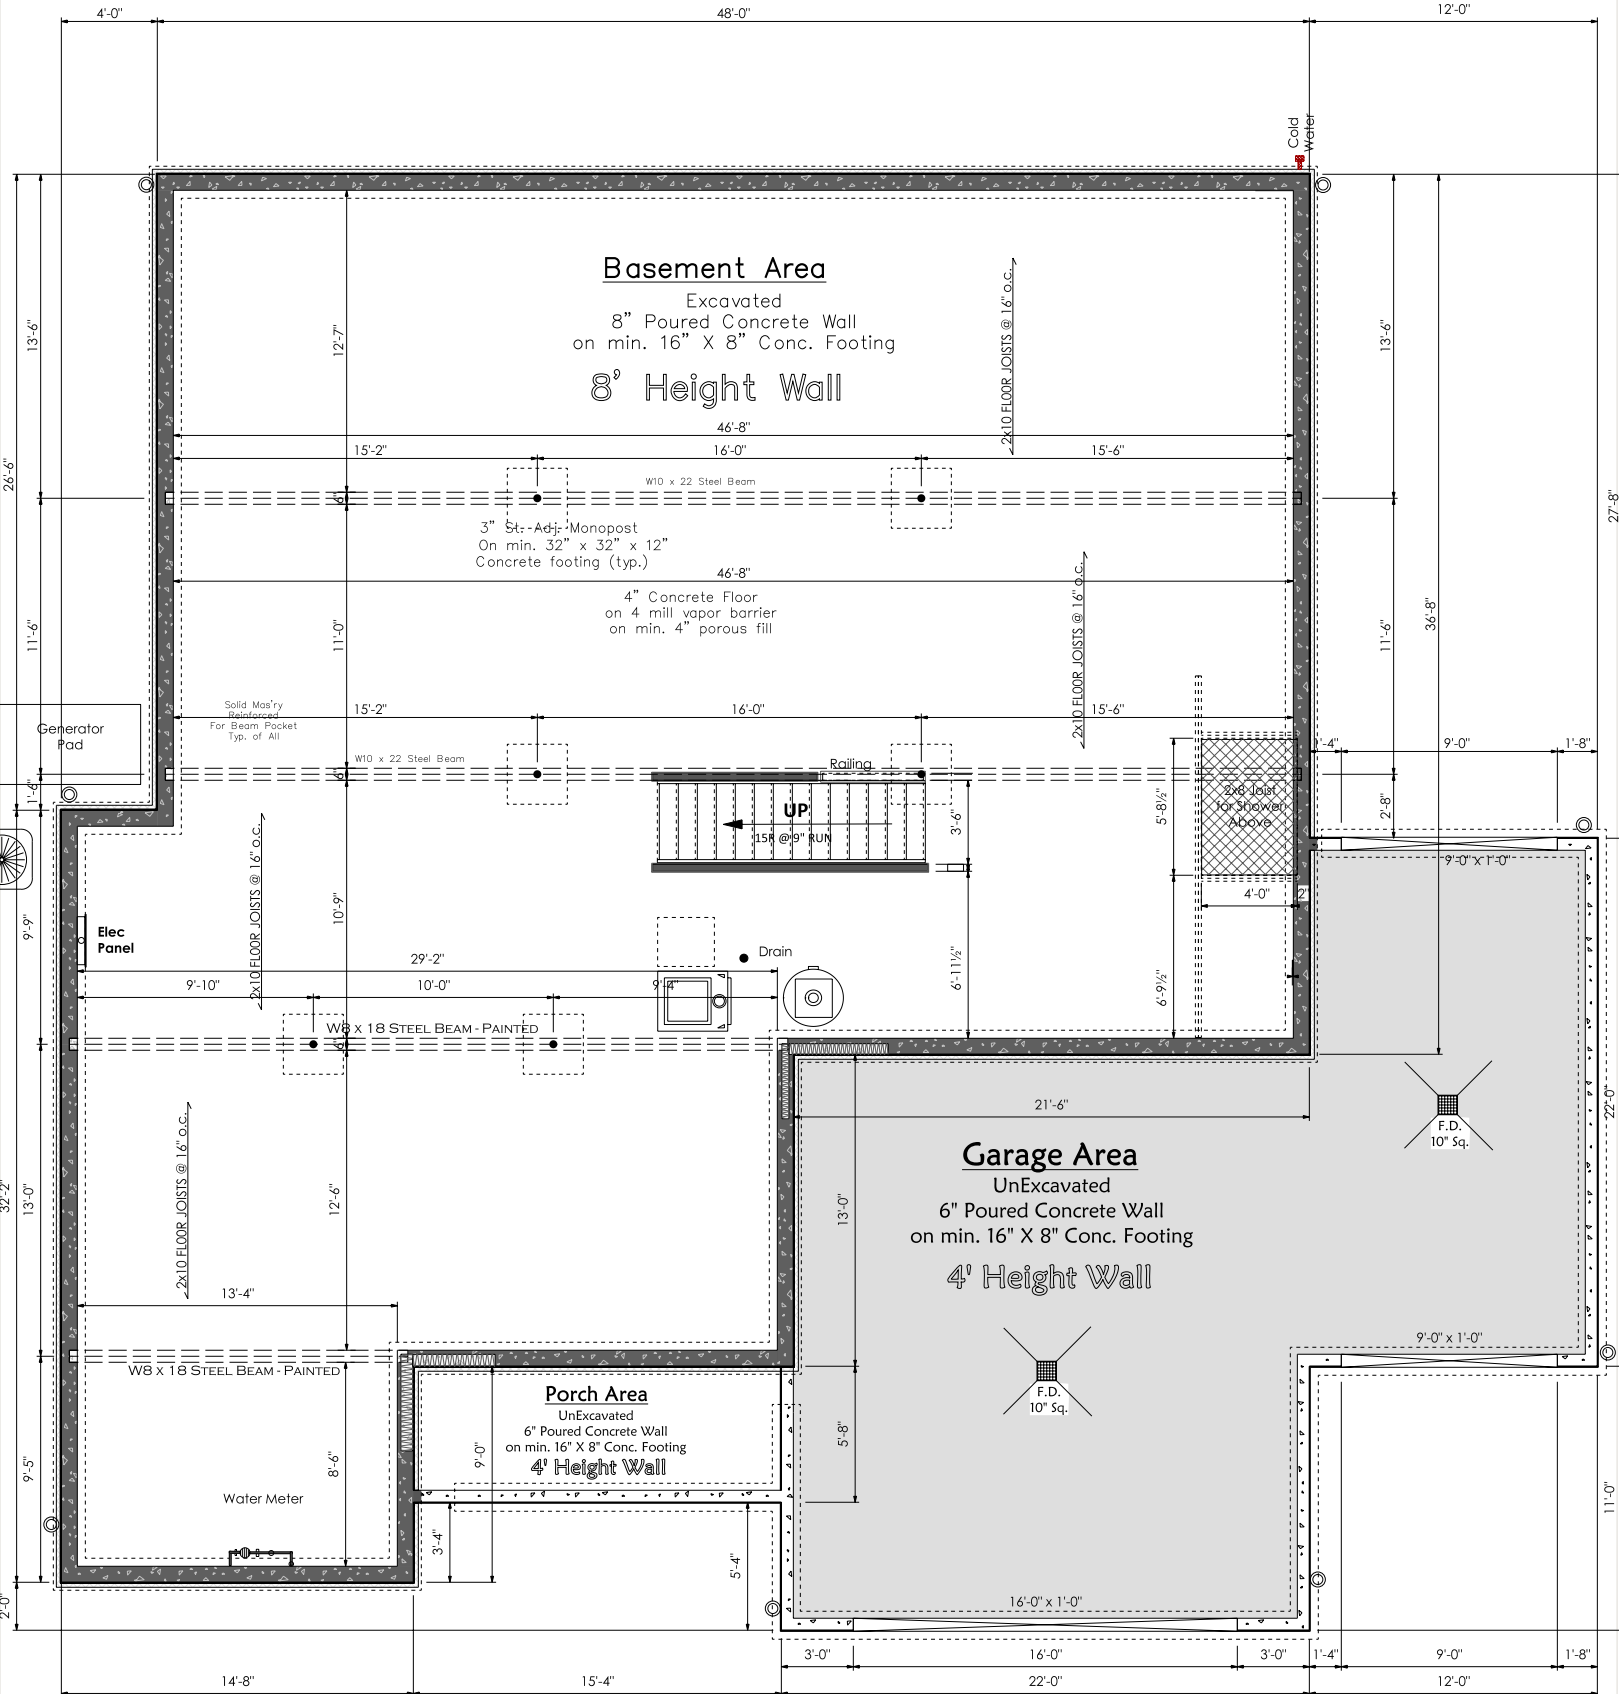 4'-0"
48'-0"
12'-0"
Cold
Water
Basement Area
Excavated
8” Poured Concrete Wall
on min. 16” X 8” Conc. Footing
8’ Height Wall
2x10 FLOOR JOISTS @ 16" o.c.
13'-6"
12'-7"
13'-6"
26'-6"
27'-8"
46'-8"
15'-2"
16'-0"
15'-6"
W10 x 22 Steel Beam
6"
3” St. Adj. Monopost
On min. 32” x 32” x 12”
Concrete footing (typ.)
46'-8"
4” Concrete Floor
on 4 mill vapor barrier
on min. 4” porous fill
2x10 FLOOR JOISTS @ 16" o.c.
11'-6"
11'-0"
11'-6"
36'-8"
Solid Mas'ry
Reinforced
For Beam Pocket
Typ. of All
15'-2"
16'-0"
15'-6"
Generator
Pad
W10 x 22 Steel Beam
6"
Railing
1'-4"
9'-0"
1'-8"
1'-6"
UP
15R @ 9" RUN
3'-6"
5'-8½"
2x8 Joist
for Shower
Above
2'-8"
9'-0" x 1'-0"
4'-0"
2"
2x10 FLOOR JOISTS @ 16" o.c.
9'-9"
10'-9"
Elec
Panel
Drain
29'-2"
9'-10"
10'-0"
9'-4"
6'-11½"
6'-9½"
W8 x 18 Steel Beam - Painted
6"
21'-6"
22'-0"
F.D.
10" Sq.
Garage Area
UnExcavated
6" Poured Concrete Wall
on min. 16" X 8" Conc. Footing
4' Height Wall
2x10 FLOOR JOISTS @ 16" o.c.
32'-2"
13'-0"
12'-6"
13'-0"
13'-4"
9'-0" x 1'-0"
W8 x 18 Steel Beam - Painted
F.D.
10" Sq.
Porch Area
UnExcavated
6" Poured Concrete Wall
on min. 16" X 8" Conc. Footing
4' Height Wall
9'-5"
8'-6"
9'-0"
5'-8"
11'-0"
Water Meter
3'-4"
5'-4"
2'-0"
16'-0" x 1'-0"
3'-0"
16'-0"
3'-0"
1'-4"
9'-0"
1'-8"
14'-8"
15'-4"
22'-0"
12'-0"